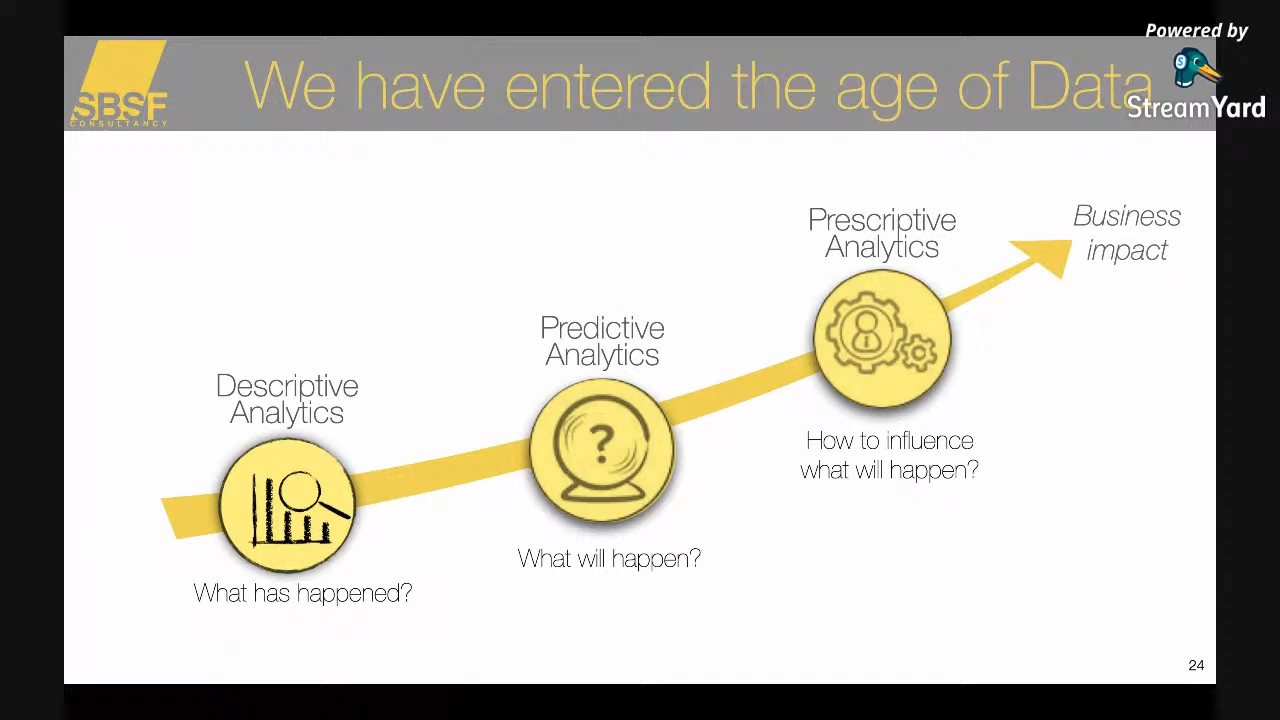 Powered by
StreamYard
SBSF
CONSULTANCY
We have entered the age of Data
Prescriptive
Analytics
Business
impact
Predictive
Analytics
Descriptive
Analytics
How to influence
what will happen?
?
What will happen?
What has happened?
24